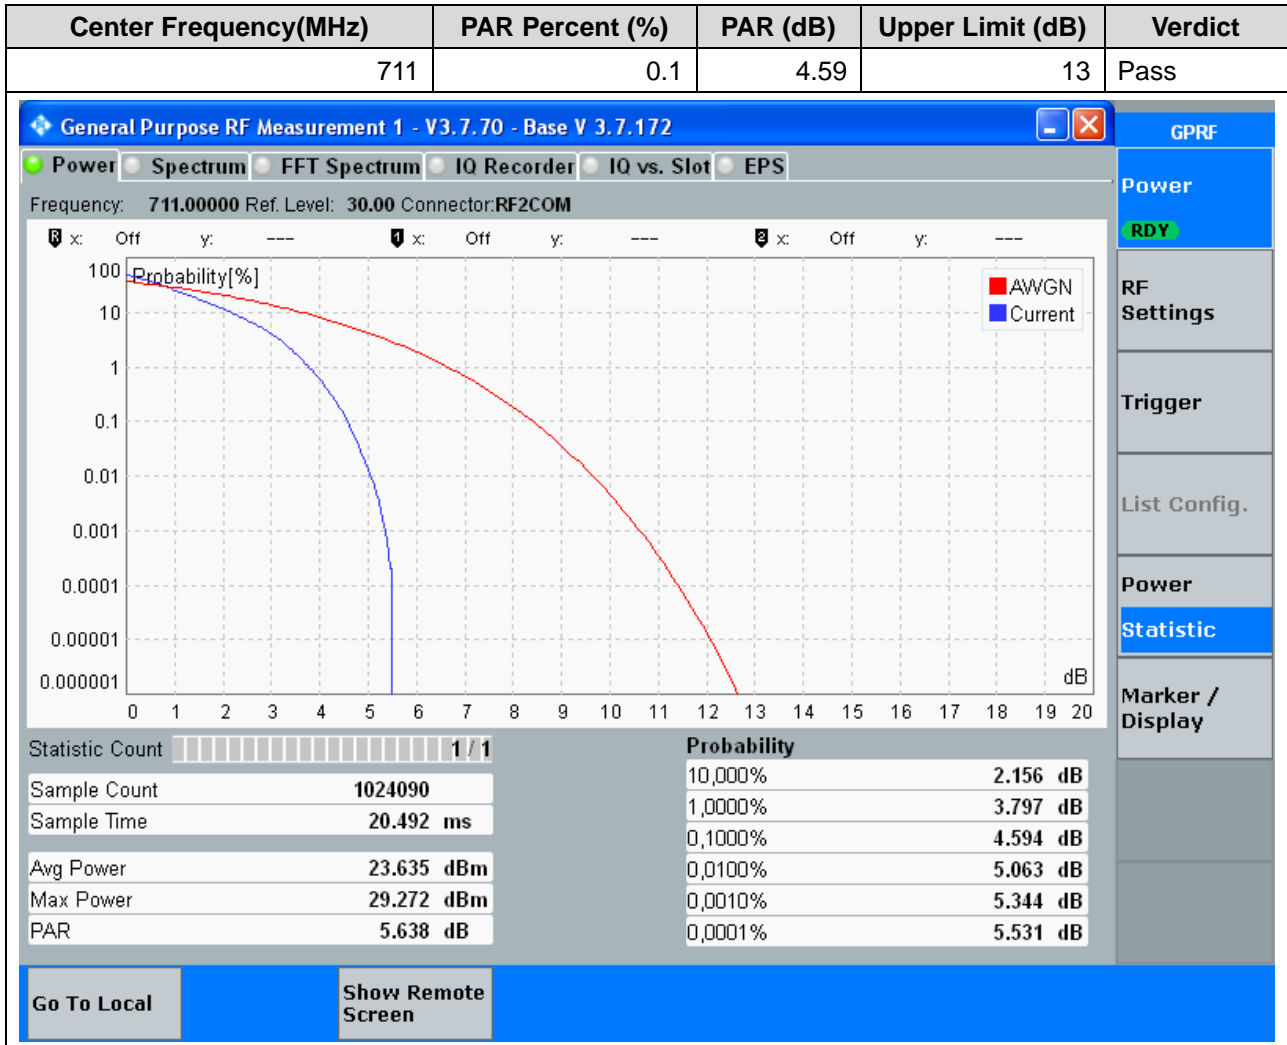 Center Frequency(MHz) PAR Percent (%) PAR (dB) Upper Limit (dB) Verdict
711 0.1 4.59 13 Pass
General Purpose RF Measurement 1 - V3.7.70 - Base V 3.7.172
GPRF
Power Spectrum FFT Spectrum IQ Recorder IQ vs. Slot EPS
Power
RDY
Frequency: 711.00000 Ref. Level: 30.00 Connector:RF2COM
R x: Off y: --- 1 x: Off y: --- 2 x: Off y: ---
Probability[%]
AWGN
Current
100
10
1
0.1
0.01
0.001
0.0001
0.00001
0.000001
dB
0 1 2 3 4 5 6 7 8 9 10 11 12 13 14 15 16 17 18 19 20
RF
Settings
Trigger
List Config.
Power
Statistic
Marker /
Display
Statistic Count 1 / 1
Sample Count 1024090
Sample Time 20.492 ms
Avg Power 23.635 dBm
Max Power 29.272 dBm
PAR 5.638 dB
Probability
10,000% 2.156 dB
1,0000% 3.797 dB
0,1000% 4.594 dB
0,0100% 5.063 dB
0,0010% 5.344 dB
0,0001% 5.531 dB
Go To Local
Show Remote
Screen